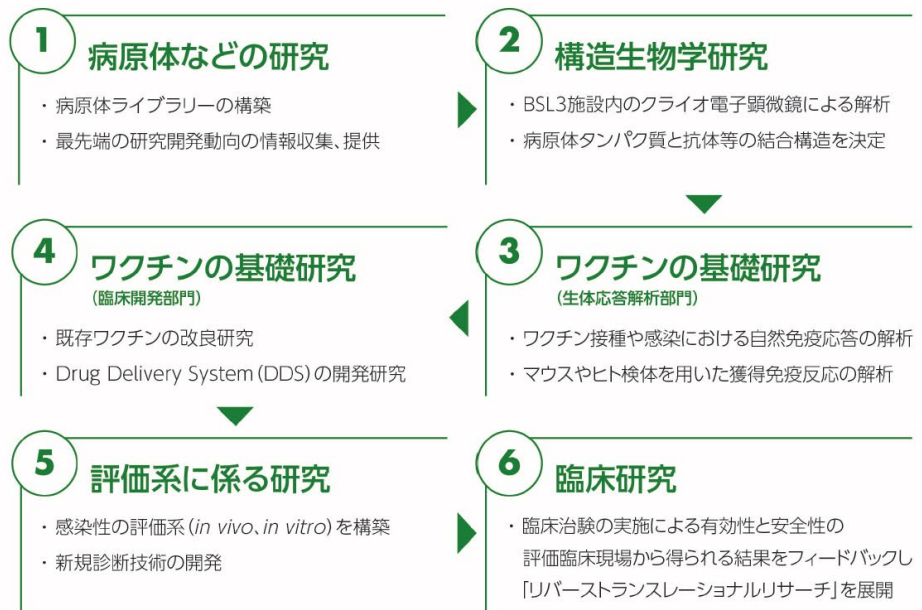 1
病原体などの研究
・ 病原体ライブラリーの構築
・ 最先端の研究開発動向の情報収集、提供
2
構造生物学研究
・ BSL3施設内のクライオ電子顕微鏡による解析
・ 病原体タンパク質と抗体等の結合構造を決定
3
ワクチンの基礎研究
(生体応答解析部門)
・ ワクチン接種や感染における自然免疫応答の解析
・ マウスやヒト検体を用いた獲得免疫反応の解析
4
ワクチンの基礎研究
(臨床開発部門)
・ 既存ワクチンの改良研究
・ Drug Delivery System (DDS) の開発研究
5
評価系に係る研究
・ 感染性の評価系 (in vivo、in vitro) を構築
・ 新規診断技術の開発
6
臨床研究
・ 臨床治験の実施による有効性と安全性の
評価臨床現場から得られる結果をフィードバックし
「リバーストランスレーショナルリサーチ」を展開